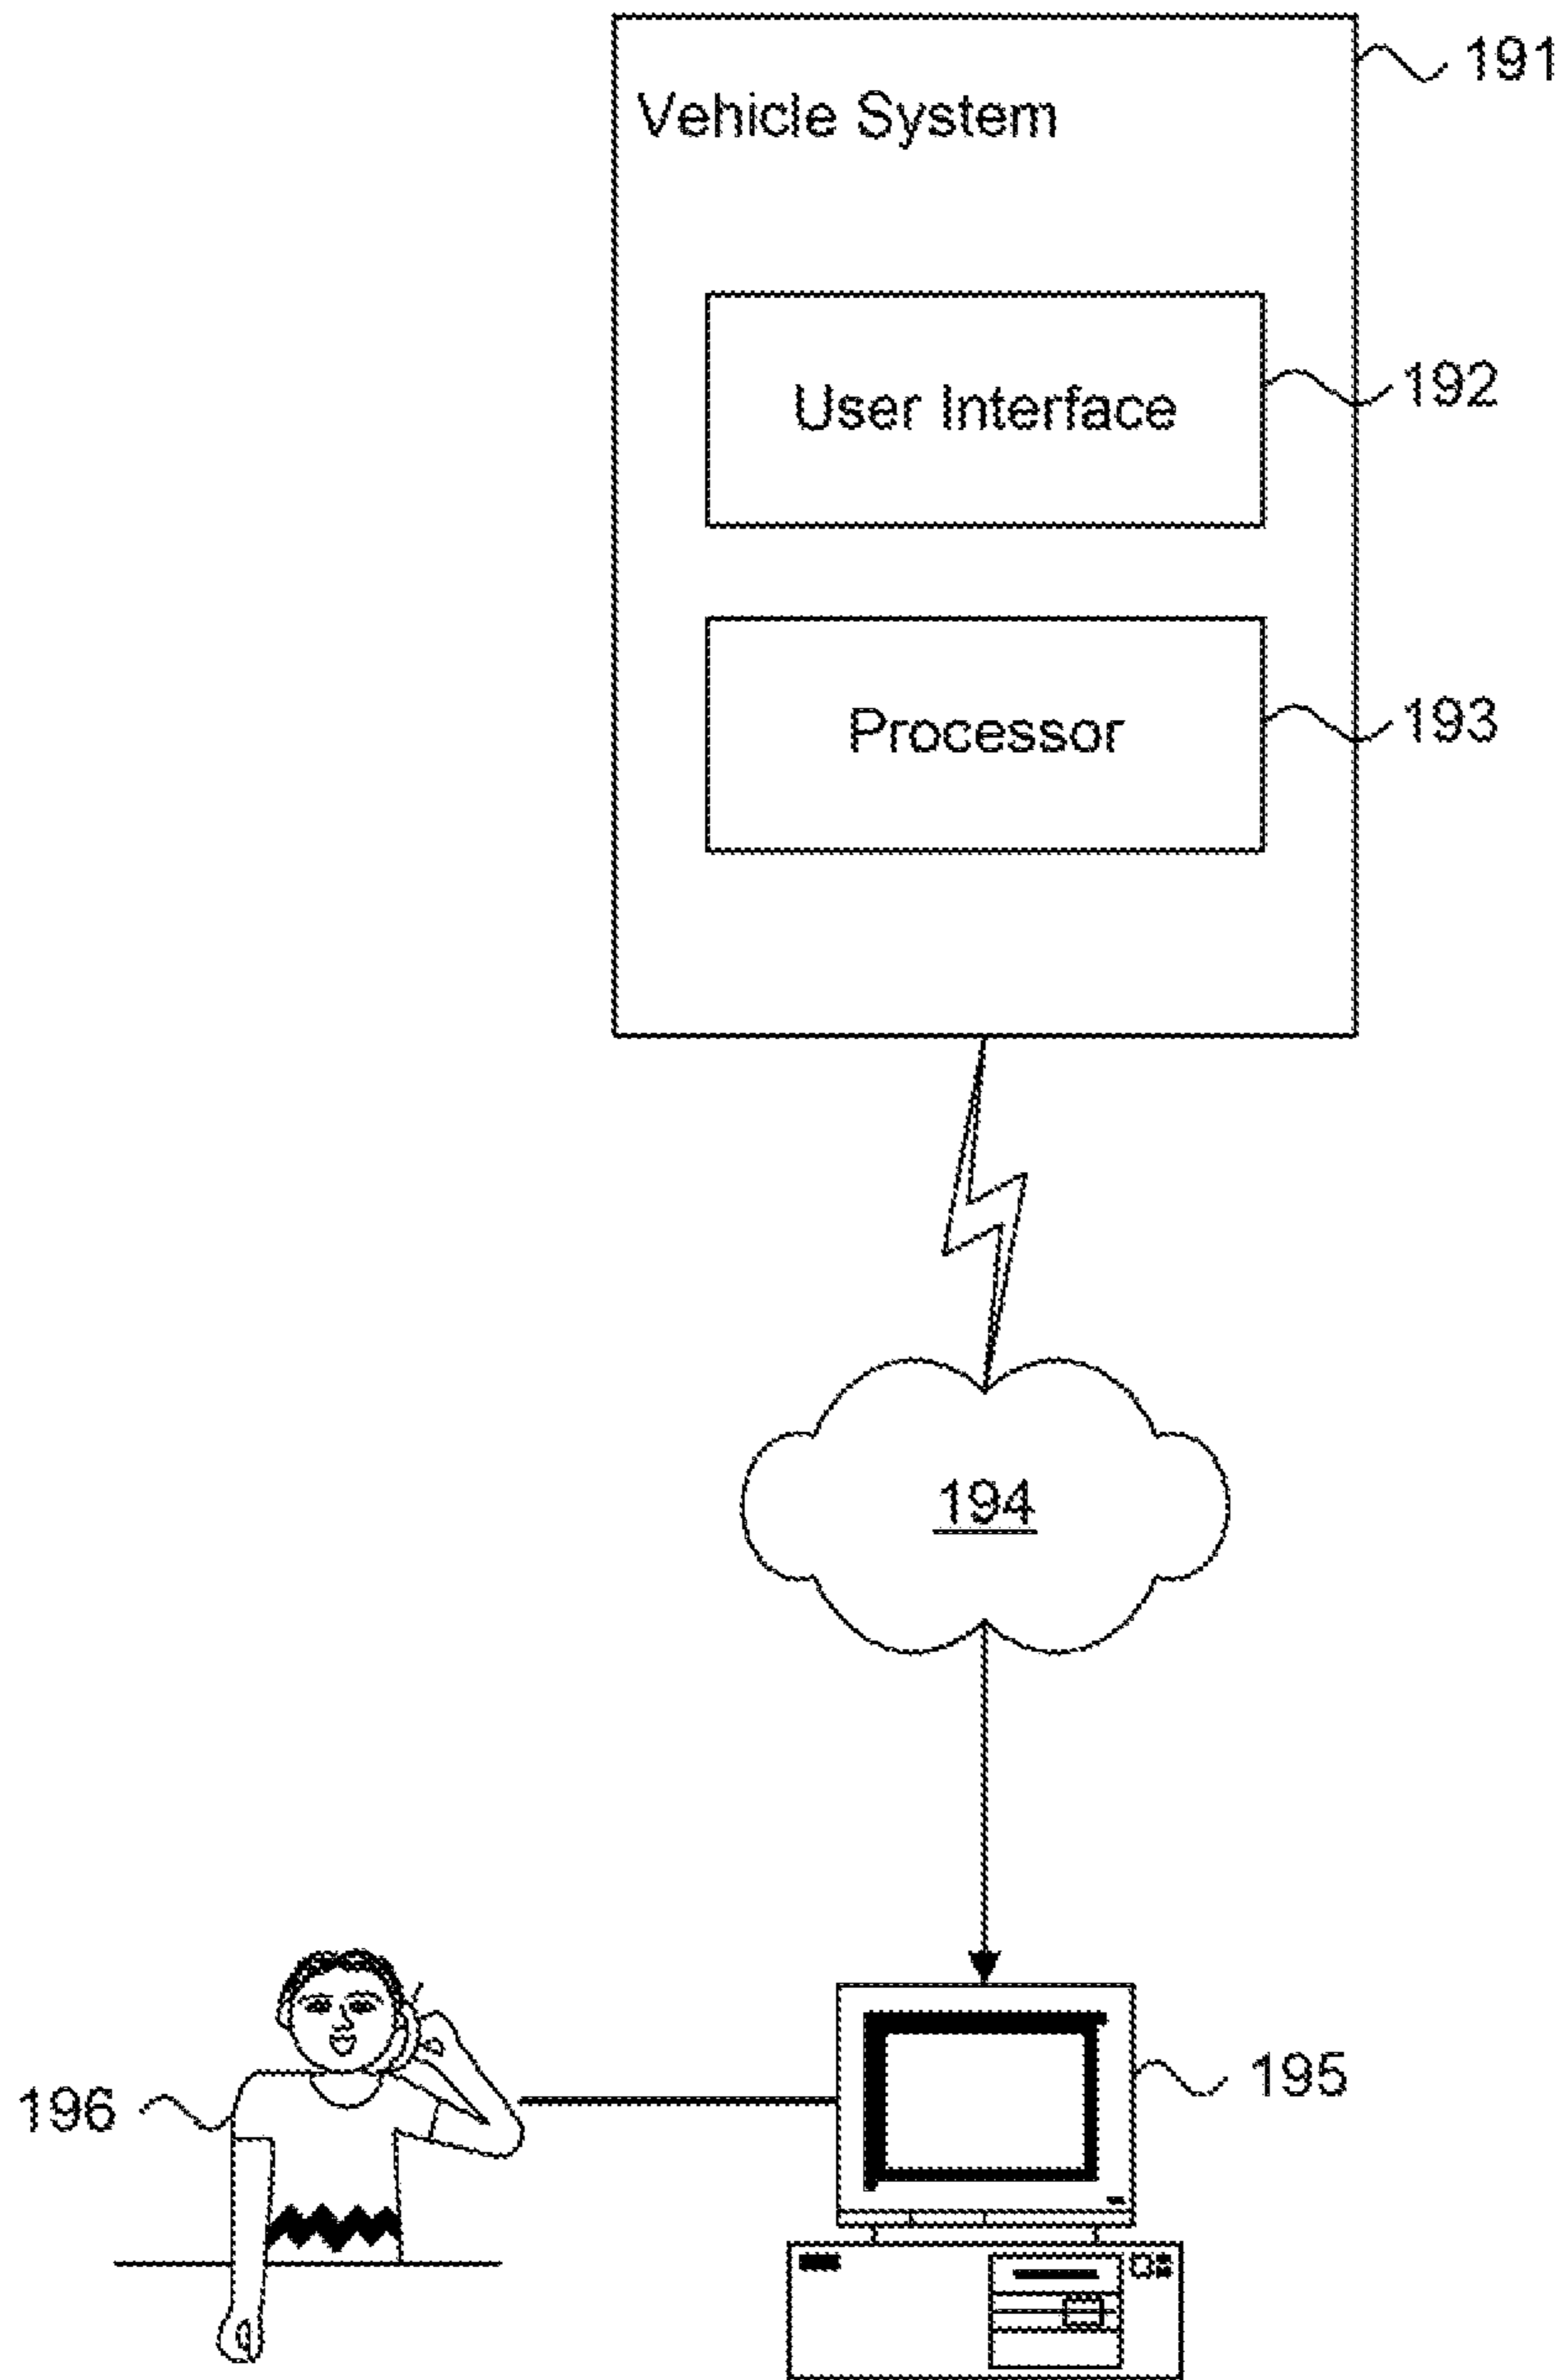 191
Vehicle System
User Interface
192
Processor
193
194
195
196